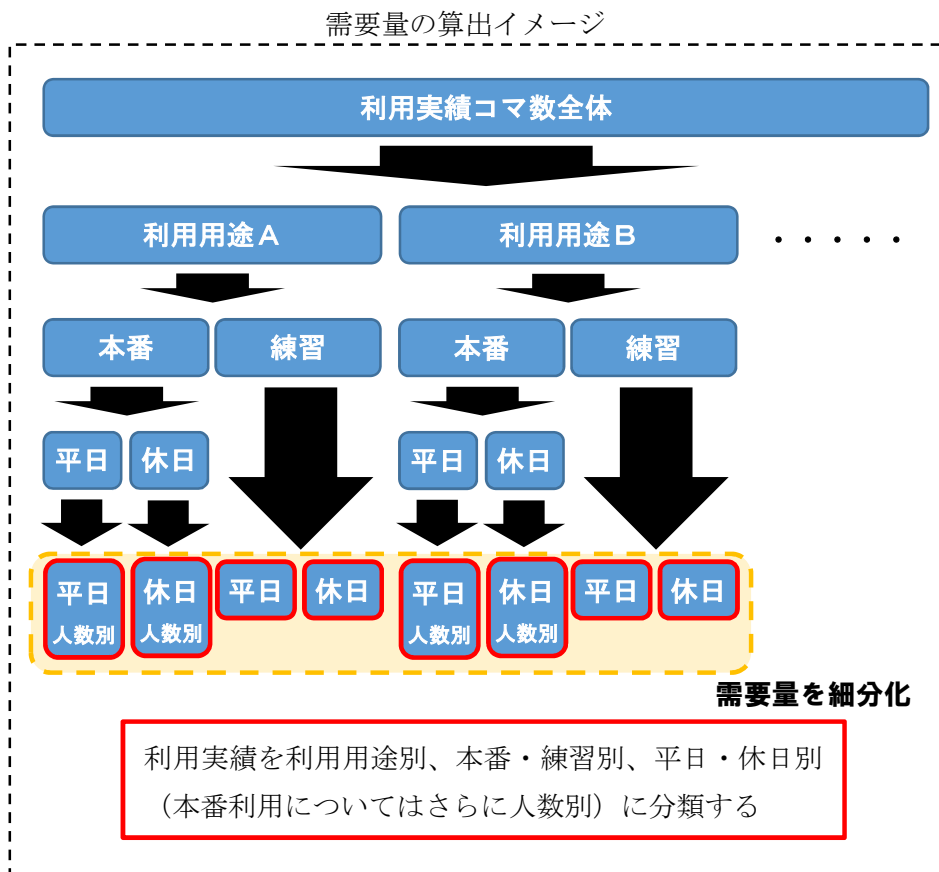 需要量の算出イメージ
利用実績コマ数全体
利用用途A 利用用途B ・・・・・
本番 練習 本番 練習
平日 休日 平日 休日
平日 休日 平日 休日 平日 休日 平日 休日
人数別 人数別 人数別 人数別
需要量を細分化
利用実績を利用用途別、本番・練習別、平日・休日別
（本番利用についてはさらに人数別）に分類する